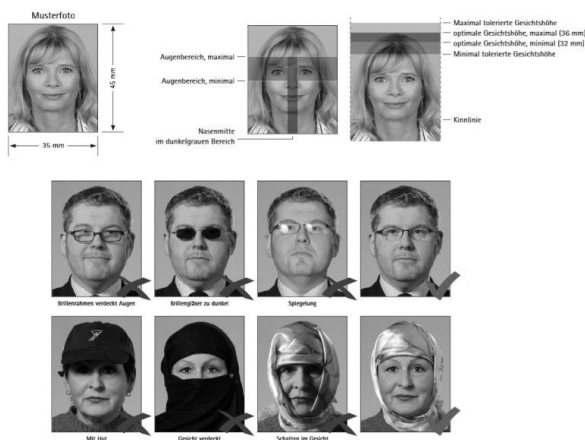 Musterfoto
45 mm
35 mm
Augenbereich, maximal
Augenbereich, minimal
Nasenmitte
im dunkelgrauen Bereich
Maximal tolerierte Gesichtshöhe
optimale Gesichtshöhe, maximal (36 mm)
optimale Gesichtshöhe, minimal (32 mm)
Minimal tolerierte Gesichtshöhe
Kinnlinie
Brillenrahmen verdeckt Augen
Brillengläser zu dunkel
Spiegelung
Mit Hut
Gesicht verdeckt
Schatten im Gesicht